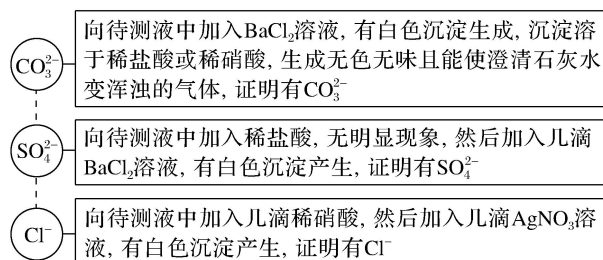 向待测液中加入BaCl₂溶液, 有白色沉淀生成, 沉淀溶
CO₃²⁻ 于稀盐酸或稀硝酸, 生成无色无味且能使澄清石灰水
变浑浊的气体, 证明有CO₃²⁻
SO₄²⁻ 向待测液中加入稀盐酸, 无明显现象, 然后加入几滴
BaCl₂溶液, 有白色沉淀产生, 证明有SO₄²⁻
Cl⁻ 向待测液中加入几滴稀硝酸, 然后加入几滴AgNO₃溶
液, 有白色沉淀产生, 证明有Cl⁻